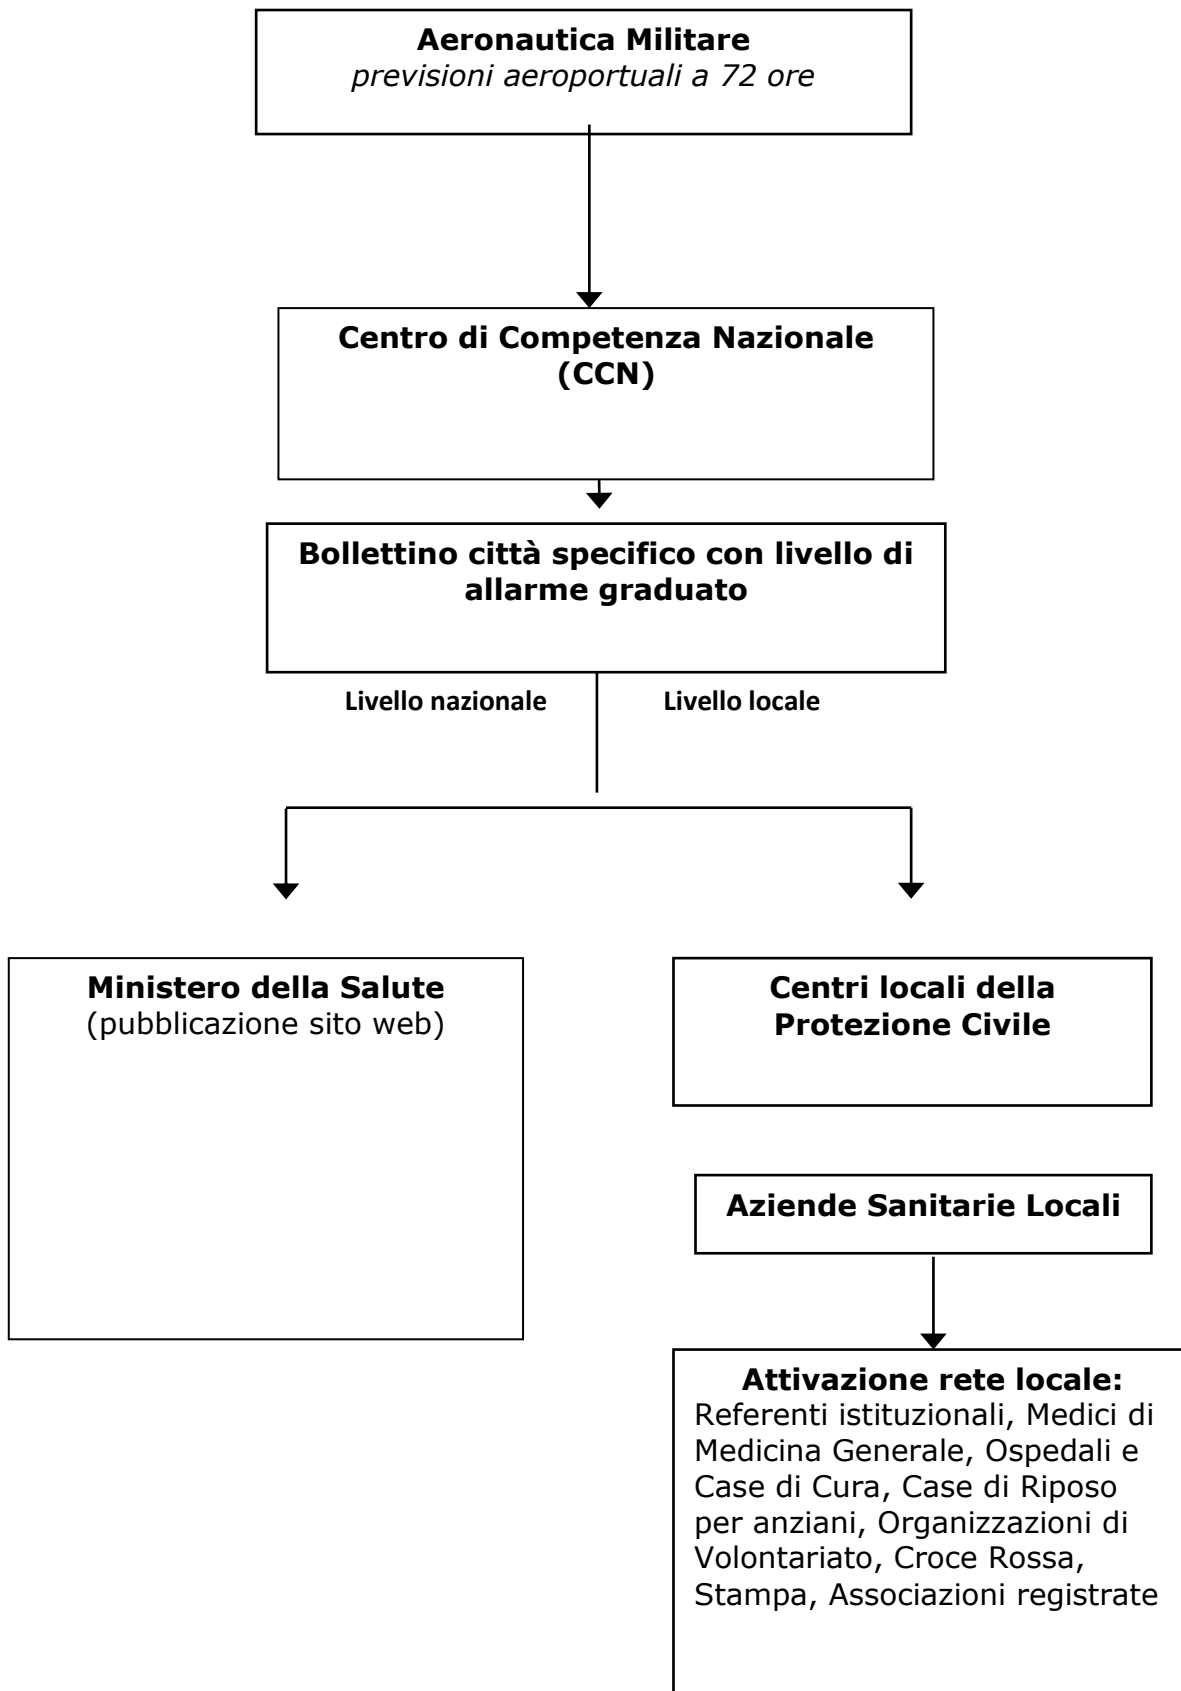 Aeronautica Militare
previsioni aeroportuali a 72 ore
Centro di Competenza Nazionale
(CCN)
Bollettino città specifico con livello di
allarme graduato
Livello nazionale
Livello locale
Ministero della Salute
(pubblicazione sito web)
Centri locali della
Protezione Civile
Aziende Sanitarie Locali
Attivazione rete locale:
Referenti istituzionali, Medici di
Medicina Generale, Ospedali e
Case di Cura, Case di Riposo
per anziani, Organizzazioni di
Volontariato, Croce Rossa,
Stampa, Associazioni registrate